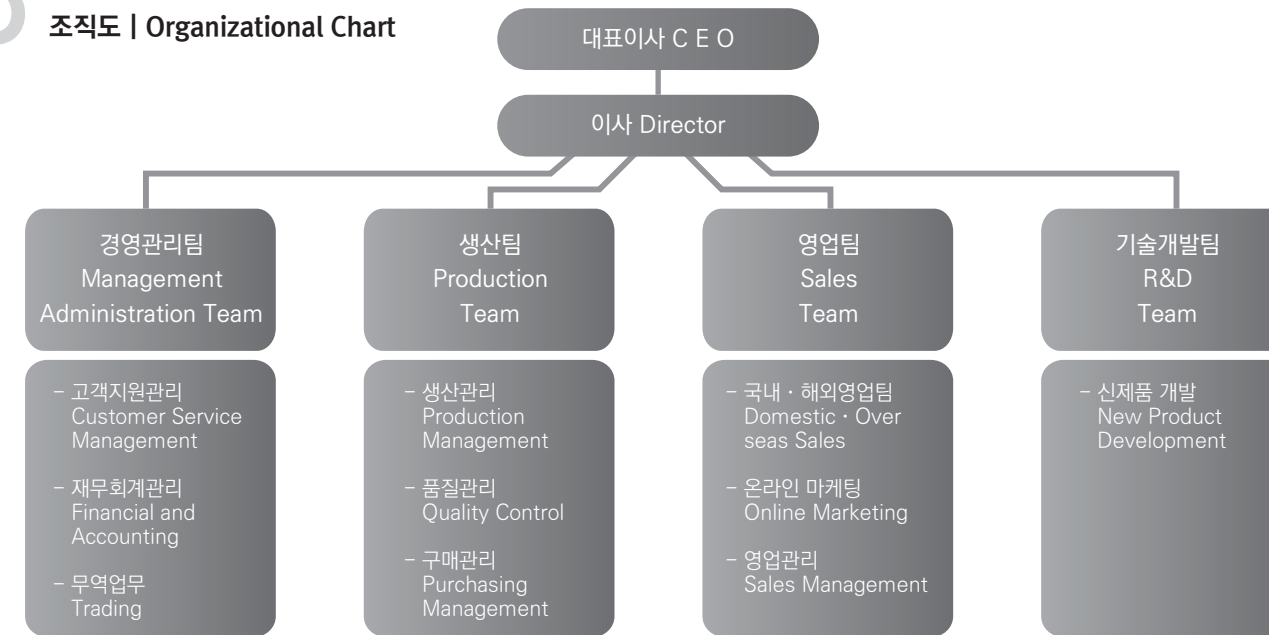 조직도 | Organizational Chart
대표이사 C E O
이사 Director
경영관리팀
Management
Administration Team
- 고객지원관리
Customer Service
Management
- 재무회계관리
Financial and
Accounting
- 무역업무
Trading
생산팀
Production
Team
- 생산관리
Production
Management
- 품질관리
Quality Control
- 구매관리
Purchasing
Management
영업팀
Sales
Team
- 국내 · 해외영업팀
Domestic · Over
seas Sales
- 온라인 마케팅
Online Marketing
- 영업관리
Sales Management
기술개발팀
R&D
Team
- 신제품 개발
New Product
Development